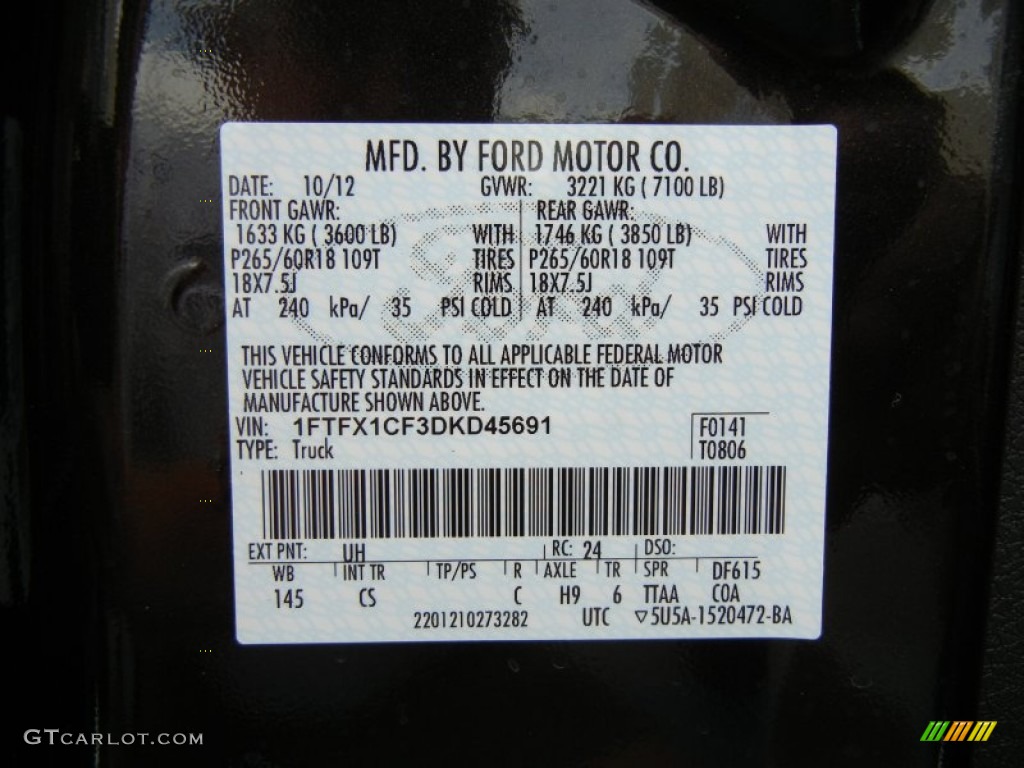 MFD. BY FORD MOTOR CO.
DATE: 10/12 GVWR: 3221 KG ( 7100 LB)
FRONT GAWR: REAR GAWR:
1633 KG ( 3600 LB) WITH 1746 KG ( 3850 LB) WITH
P265/60R18 109T TIRES P265/60R18 109T TIRES
18X7.5J RIMS 18X7.5J RIMS
AT 240 kPa/ 35 PSI COLD AT 240 kPa/ 35 PSI COLD
THIS VEHICLE CONFORMS TO ALL APPLICABLE FEDERAL MOTOR
VEHICLE SAFETY STANDARDS IN EFFECT ON THE DATE OF
MANUFACTURE SHOWN ABOVE.
VIN: 1FTFX1CF3DKD45691 F0141
TYPE: Truck T0806
EXT PNT: UH RC: 24 DSO:
WB INT TR TP/PS R AXLE TR SPR DF615
145 CS C H9 6 TTAA COA
2201210273282 UTC ▽5U5A-1520472-BA
GTCARLOT.COM